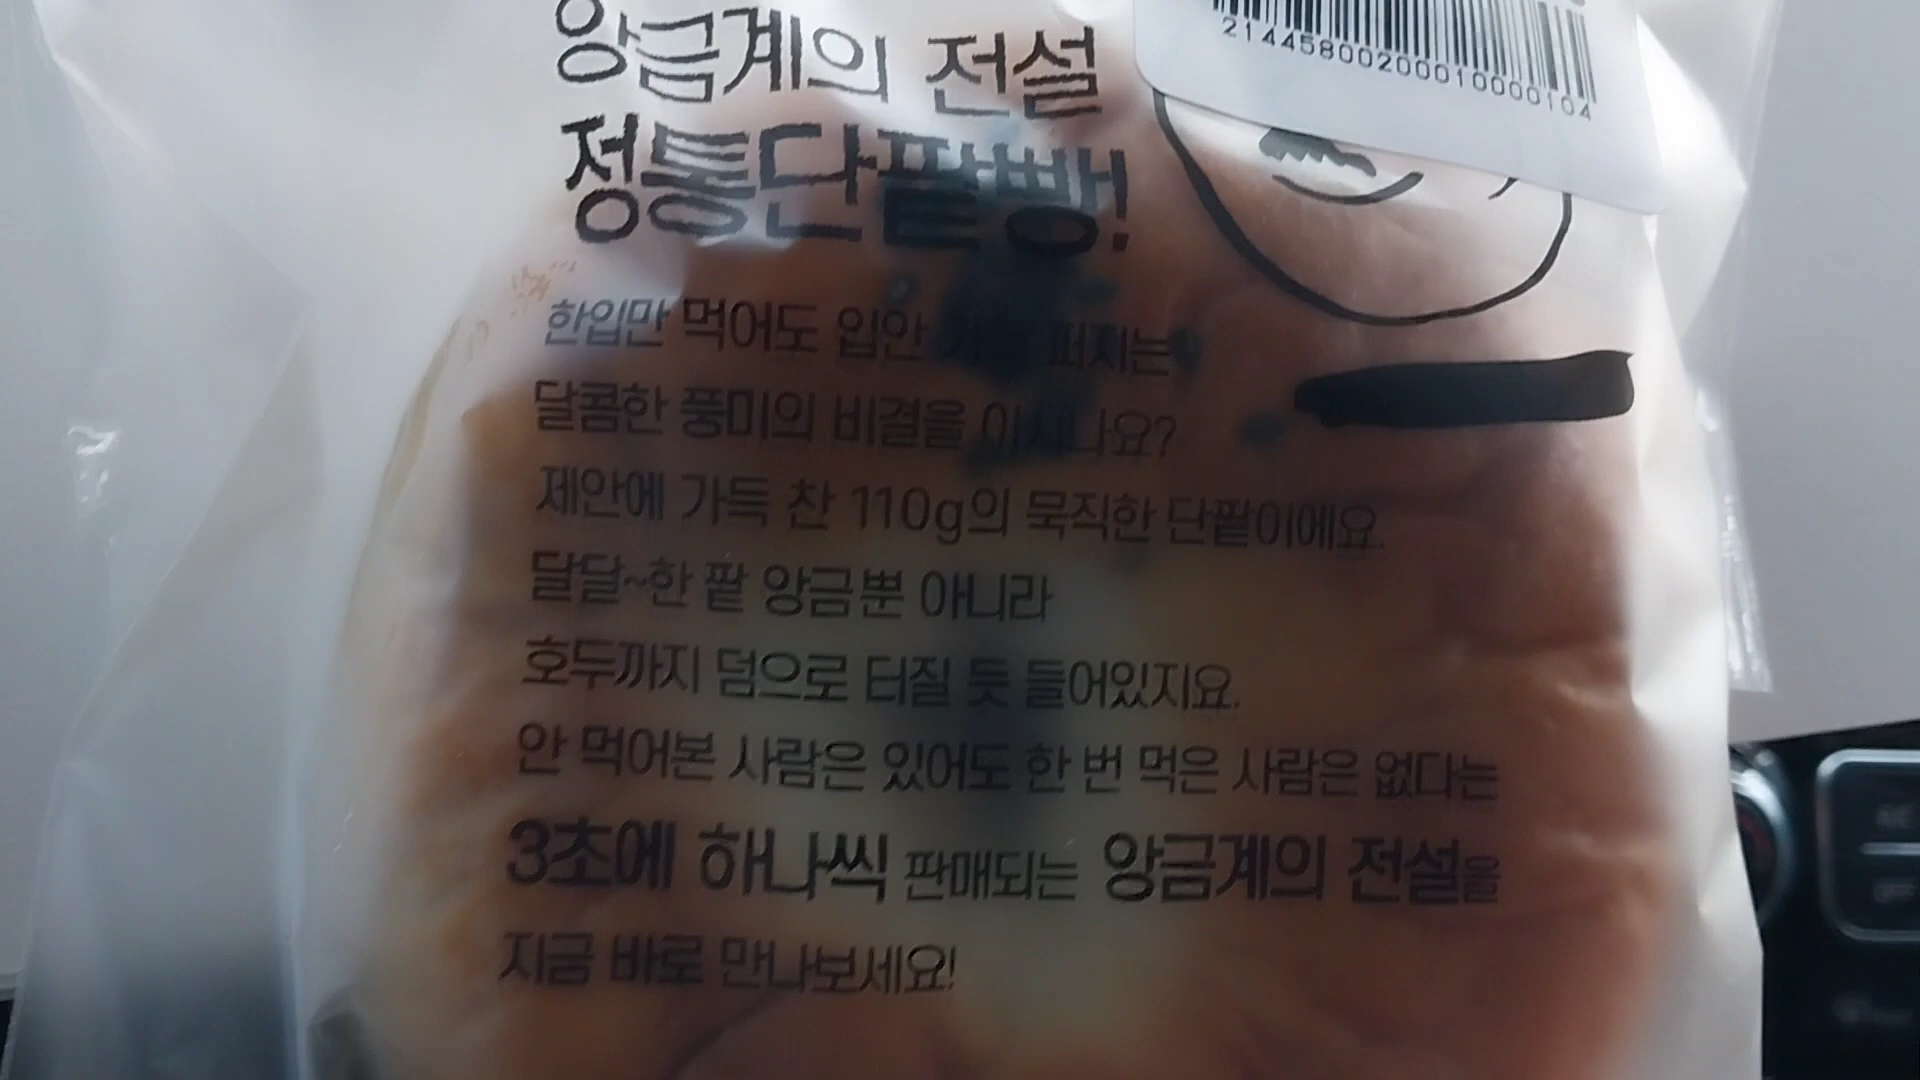 앙금계의 전설
정통단팥빵!
214458002000010000104
한입만 먹어도 입안 가득 퍼지는
달콤한 풍미의 비결을 아시나요?
제안에 가득 찬 110g의 묵직한 단팥이에요.
달달~한 팥 앙금뿐 아니라
호두까지 덤으로 터질 듯 들어있지요.
안 먹어본 사람은 있어도 한 번 먹은 사람은 없다는
3초에 하나씩 판매되는 앙금계의 전설을
지금 바로 만나보세요!